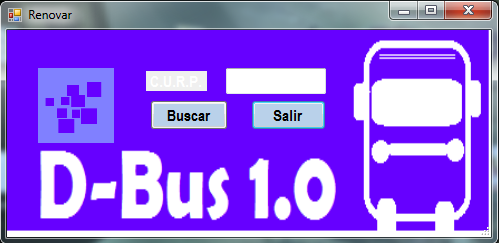 Renovar
C.U.R.P.
Buscar Salir
D-Bus 1.0